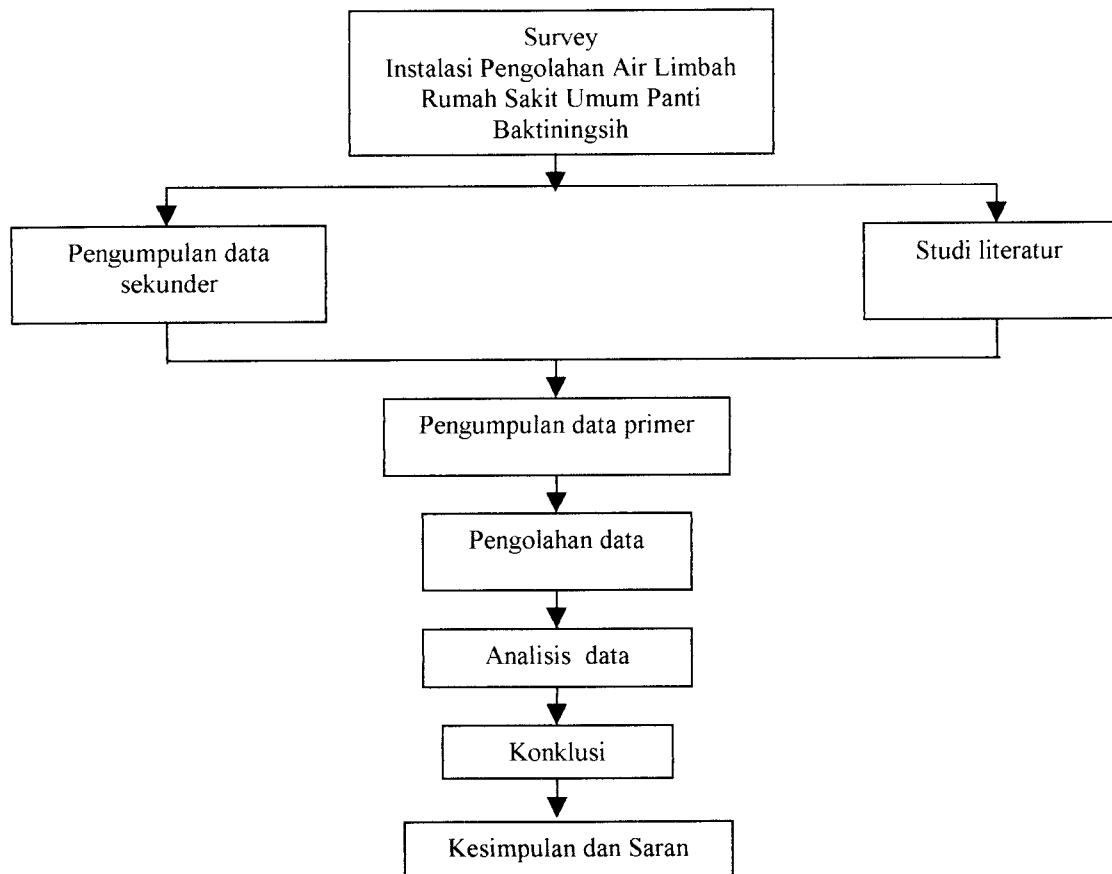 Survey
Instalasi Pengolahan Air Limbah
Rumah Sakit Umum Panti
Baktiningsih
Pengumpulan data
sekunder
Studi literatur
Pengumpulan data primer
Pengolahan data
Analisis data
Konklusi
Kesimpulan dan Saran